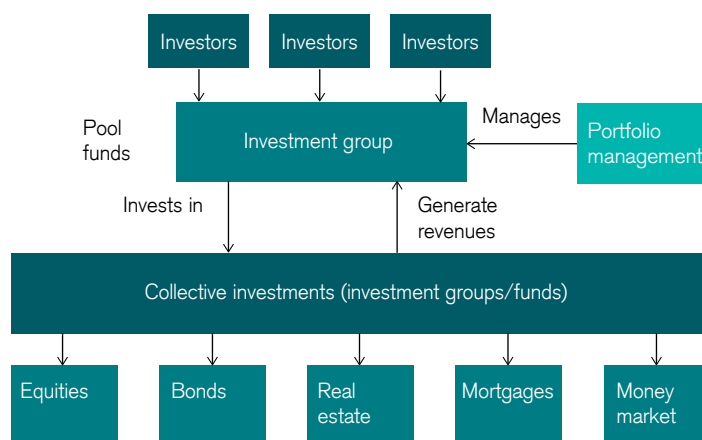 Investors
Investors
Investors
Pool
funds
Investment group
Manages
Portfolio
management
Invests in
Generate
revenues
Collective investments (investment groups/funds)
Equities
Bonds
Real
estate
Mortgages
Money
market